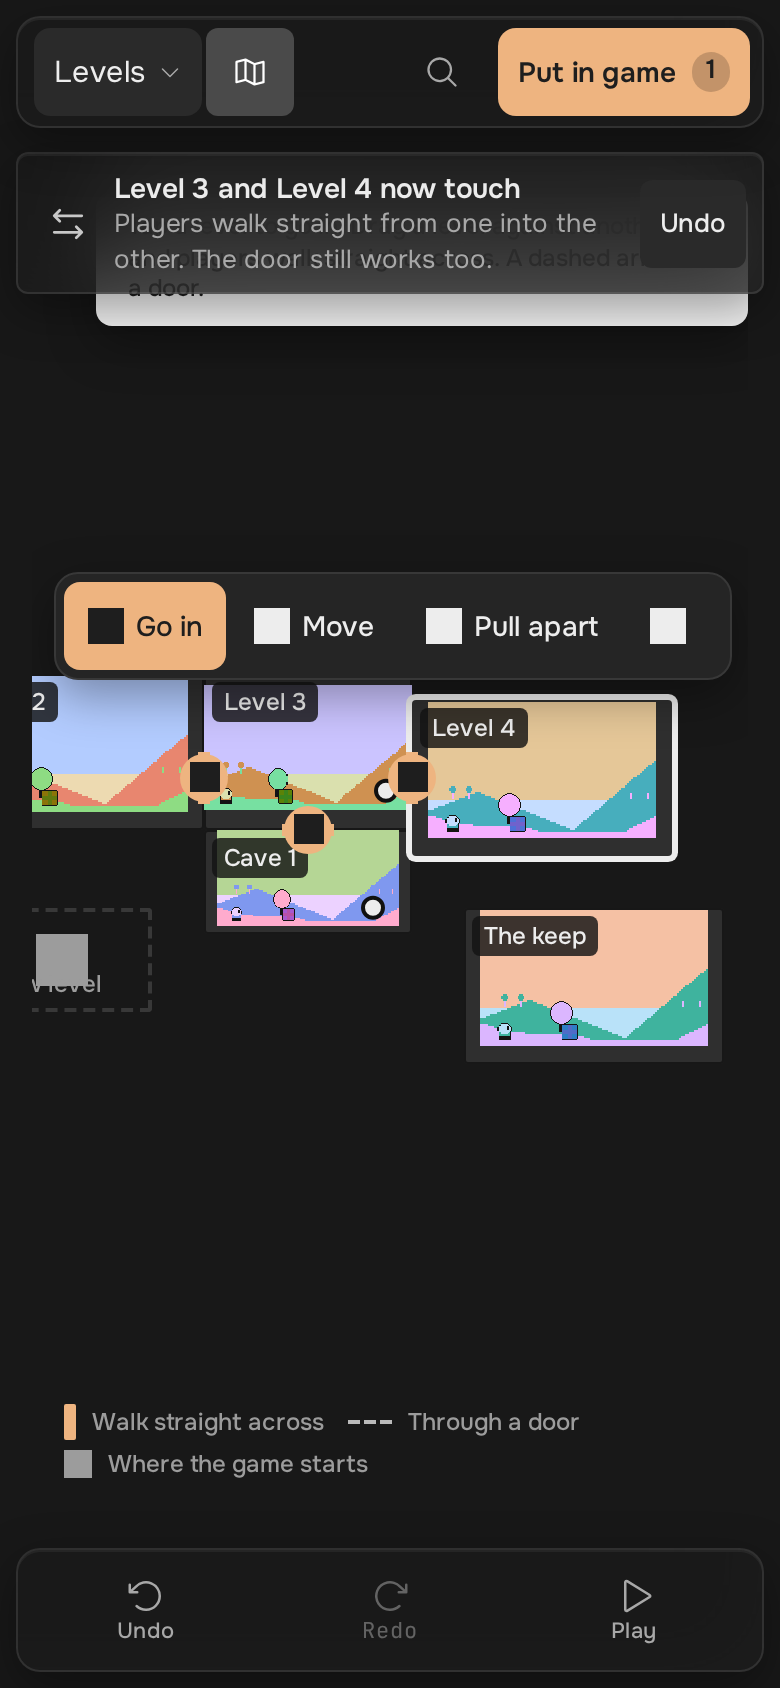 Levels
Put in game 1
Level 3 and Level 4 now touch
Players walk straight from one into the
other. The door still works too.
Undo
A dashed
a door.
Go in
Move
Pull apart
2
Level 3
Level 4
Cave 1
level
The keep
Walk straight across
Through a door
Where the game starts
Undo
Redo
Play